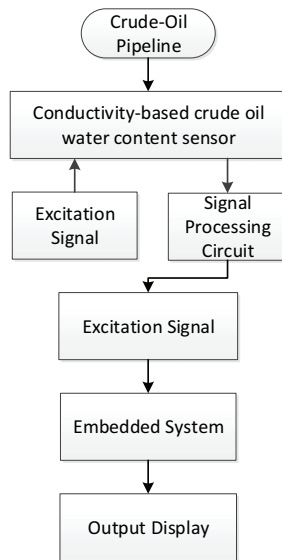 Crude-Oil
Pipeline
Conductivity-based crude oil
water content sensor
Excitation
Signal
Signal
Processing
Circuit
Excitation Signal
Embedded System
Output Display